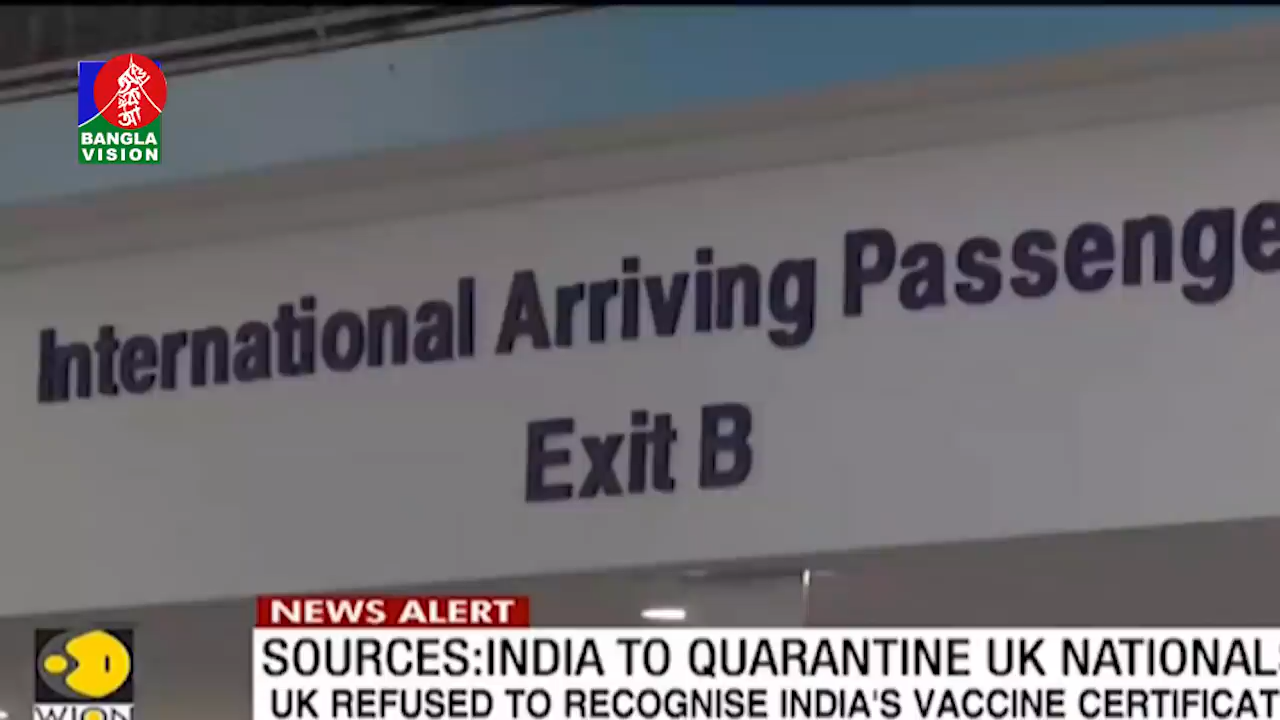 BANGLA
VISION
International Arriving Passenge
Exit B
NEWS ALERT
SOURCES:INDIA TO QUARANTINE UK NATIONALS
UK REFUSED TO RECOGNISE INDIA'S VACCINE CERTIFICAT
WION